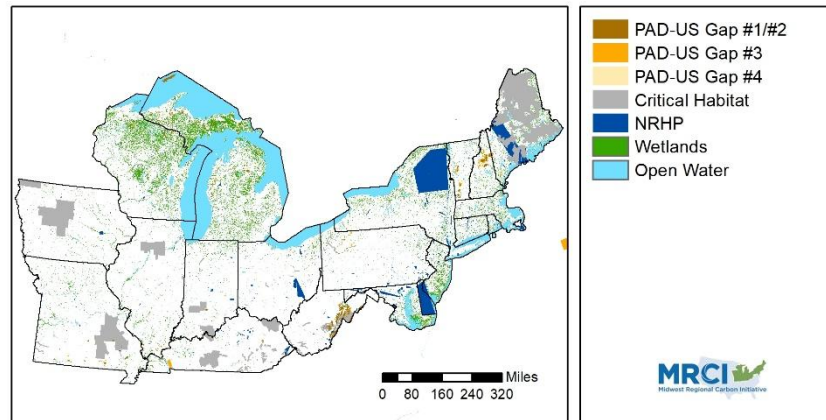 PAD-US Gap #1/#2
PAD-US Gap #3
PAD-US Gap #4
Critical Habitat
NRHP
Wetlands
Open Water
Miles
0 80 160 240 320
MRCI
Midwest Regional Carbon Initiative